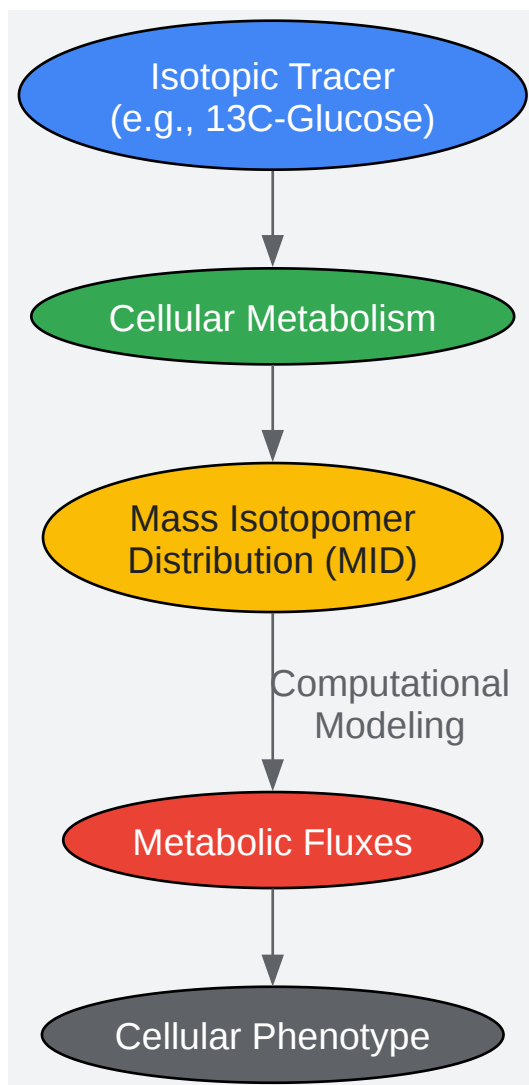 Isotopic Tracer
(e.g., 13C-Glucose)
Cellular Metabolism
Mass Isotopomer
Distribution (MID)
Computational
Modeling
Metabolic Fluxes
Cellular Phenotype